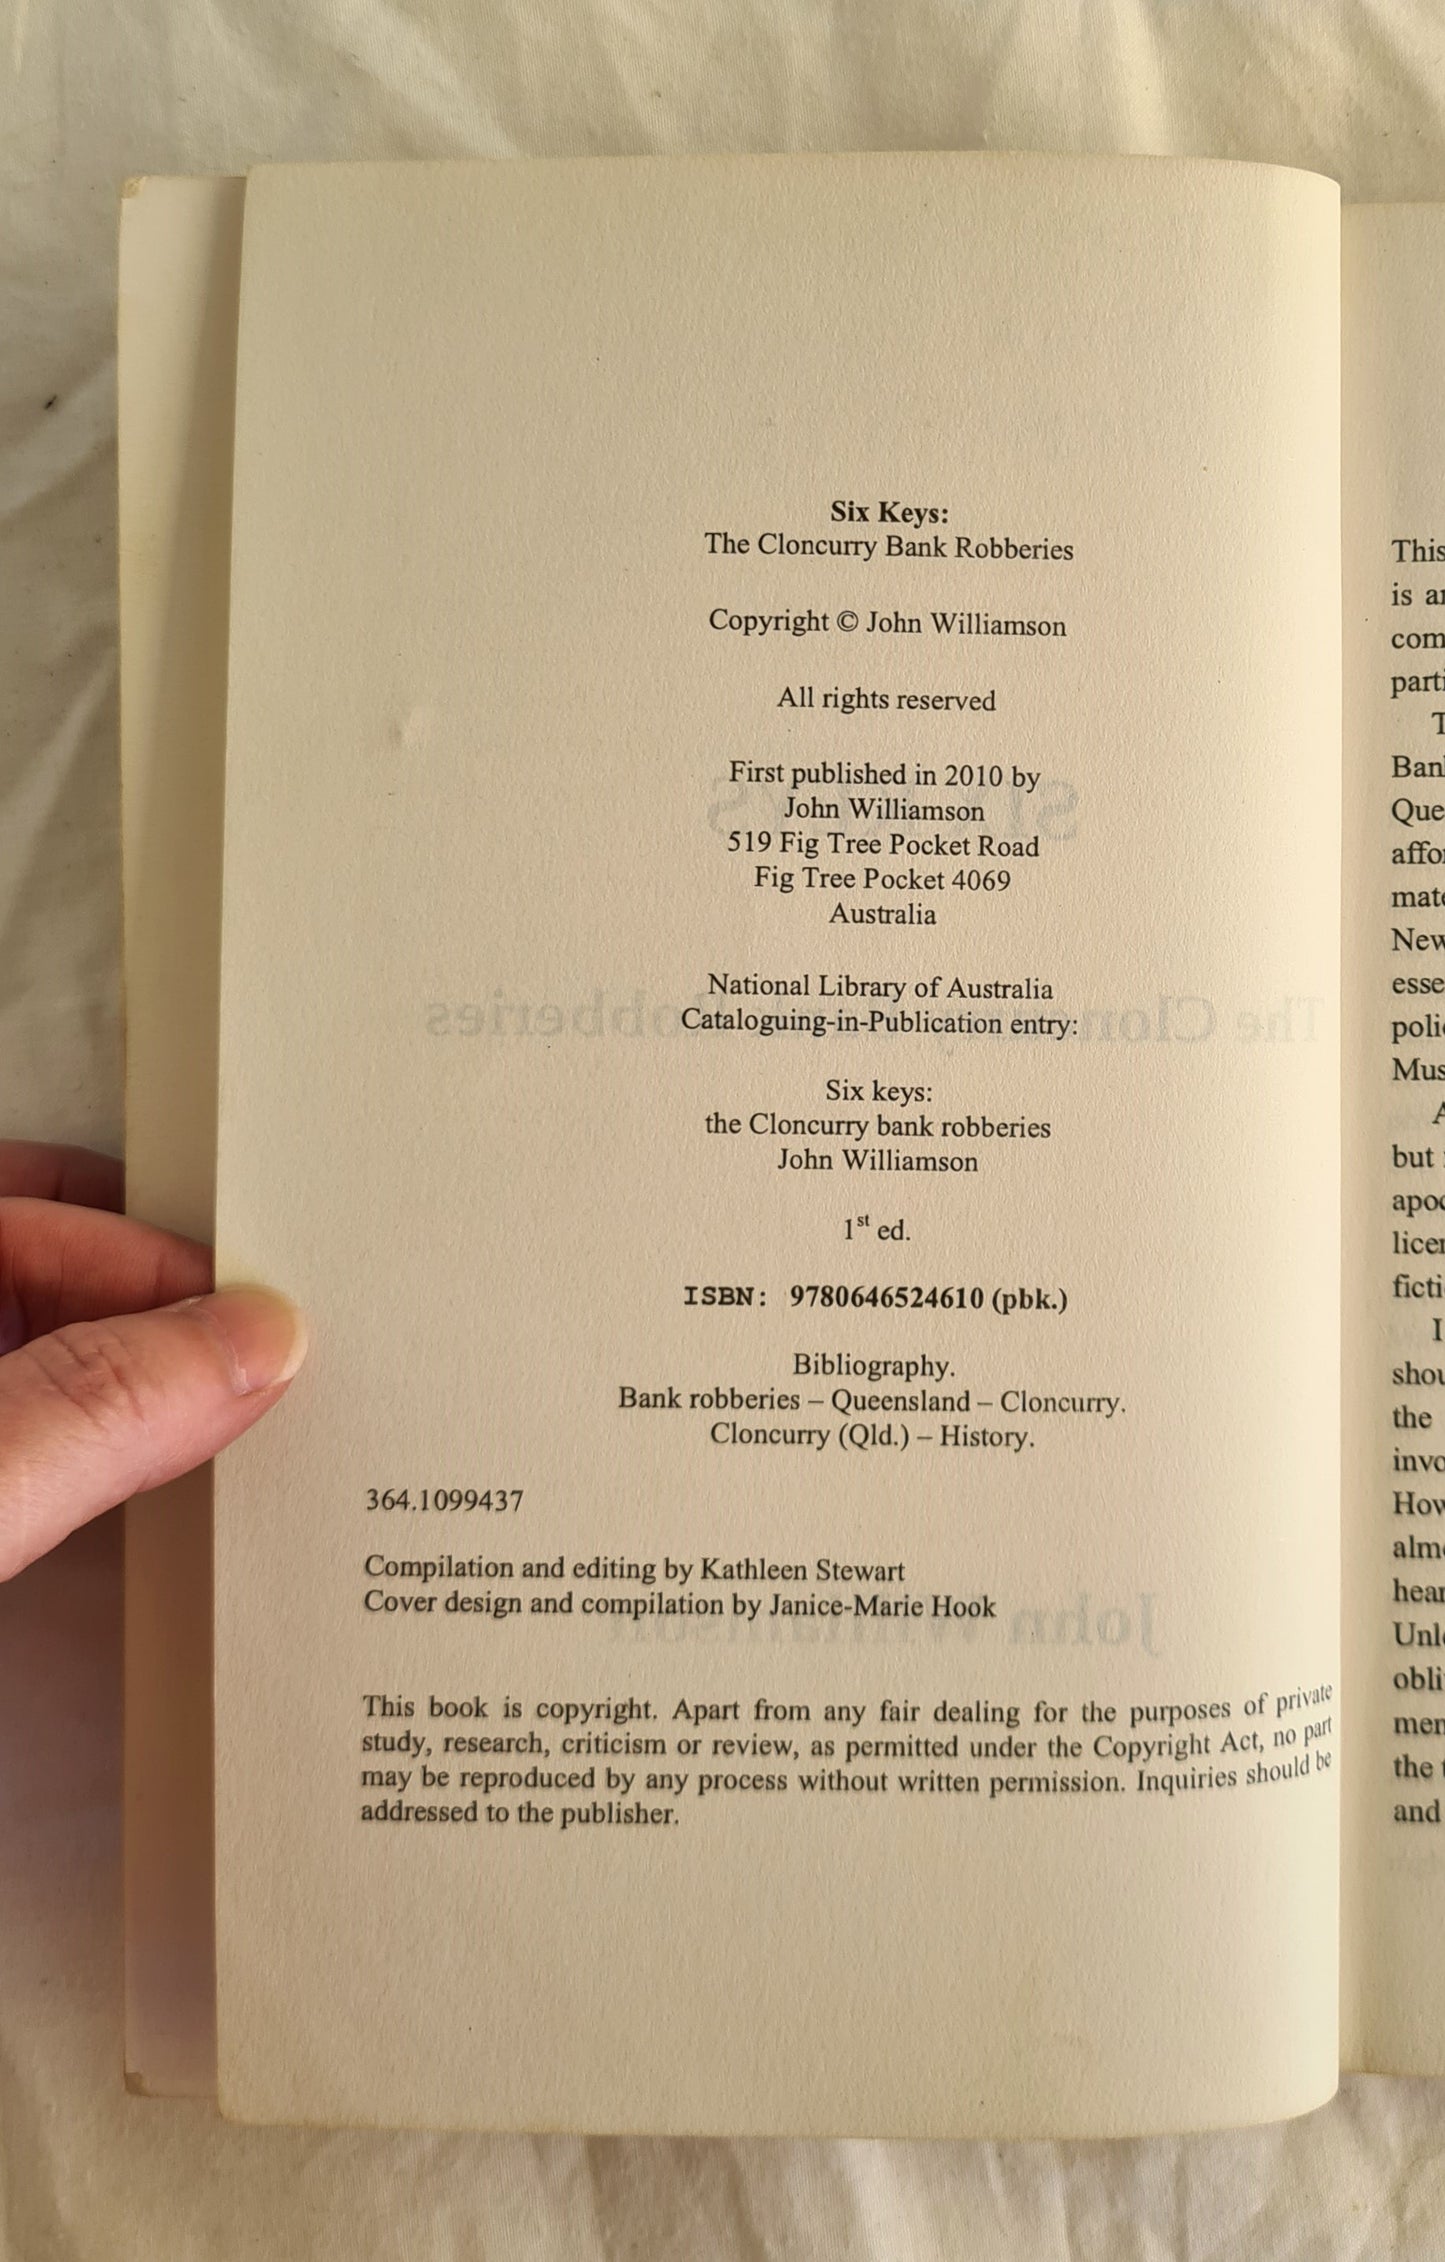 Six Keys:
The Cloncurry Bank Robberies
Copyright © John Williamson
All rights reserved
First published in 2010 by
John Williamson
519 Fig Tree Pocket Road
Fig Tree Pocket 4069
Australia
National Library of Australia
Cataloguing-in-Publication entry:
Six keys:
the Cloncurry bank robberies
John Williamson
1st ed.
ISBN: 9780646524610 (pbk.)
Bibliography.
Bank robberies – Queensland – Cloncurry.
Cloncurry (Qld.) – History.
364.1099437
Compilation and editing by Kathleen Stewart
Cover design and compilation by Janice-Marie Hook
This book is copyright. Apart from any fair dealing for the purposes of private
study, research, criticism or review, as permitted under the Copyright Act, no part
may be reproduced by any process without written permission. Inquiries should be
addressed to the publisher.
This
is
but
the
the
and